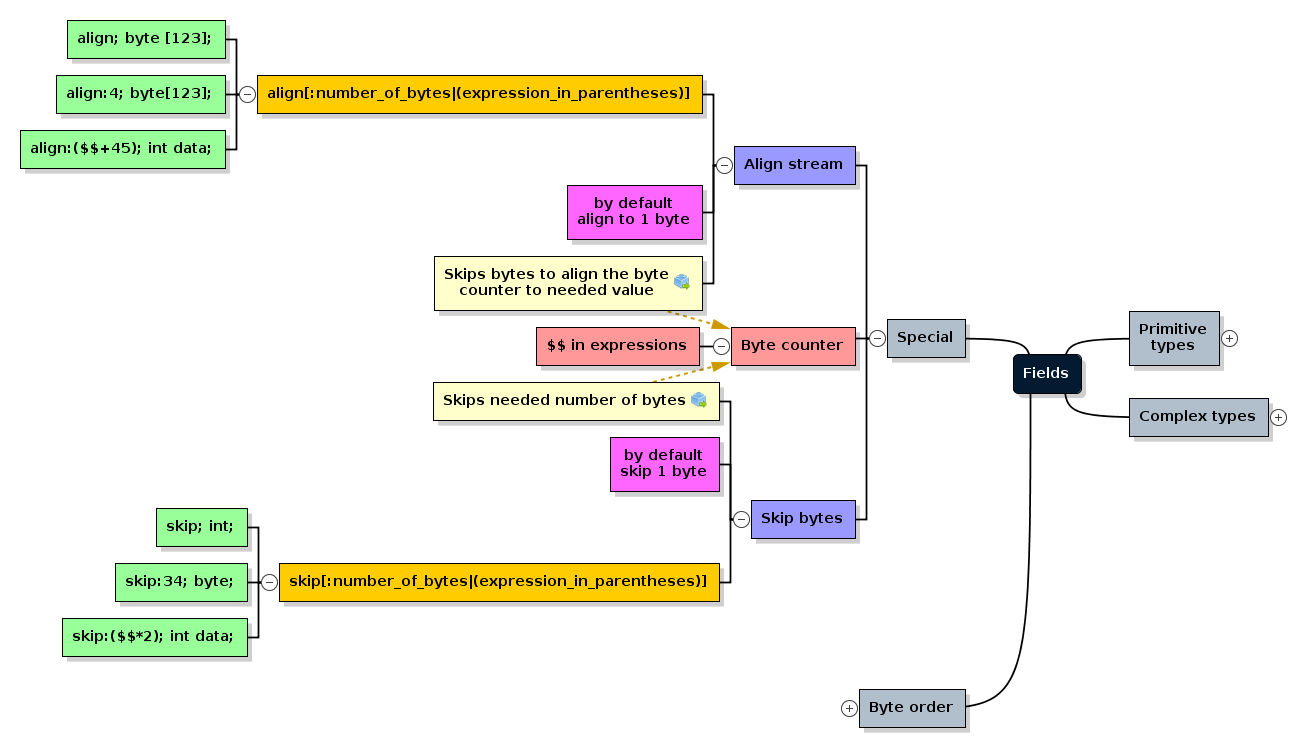 align; byte [123];
align:4; byte[123];
align:($$+45); int data;
align[:number_of_bytes|(expression_in_parentheses)]
by default
align to 1 byte
Skips bytes to align the byte
counter to needed value
Align stream
$$ in expressions
Byte counter
Skips needed number of bytes
by default
skip 1 byte
skip; int;
skip:34; byte;
skip:($$*2); int data;
skip[:number_of_bytes|(expression_in_parentheses)]
Skip bytes
Special
Fields
Primitive
types
Complex types
Byte order